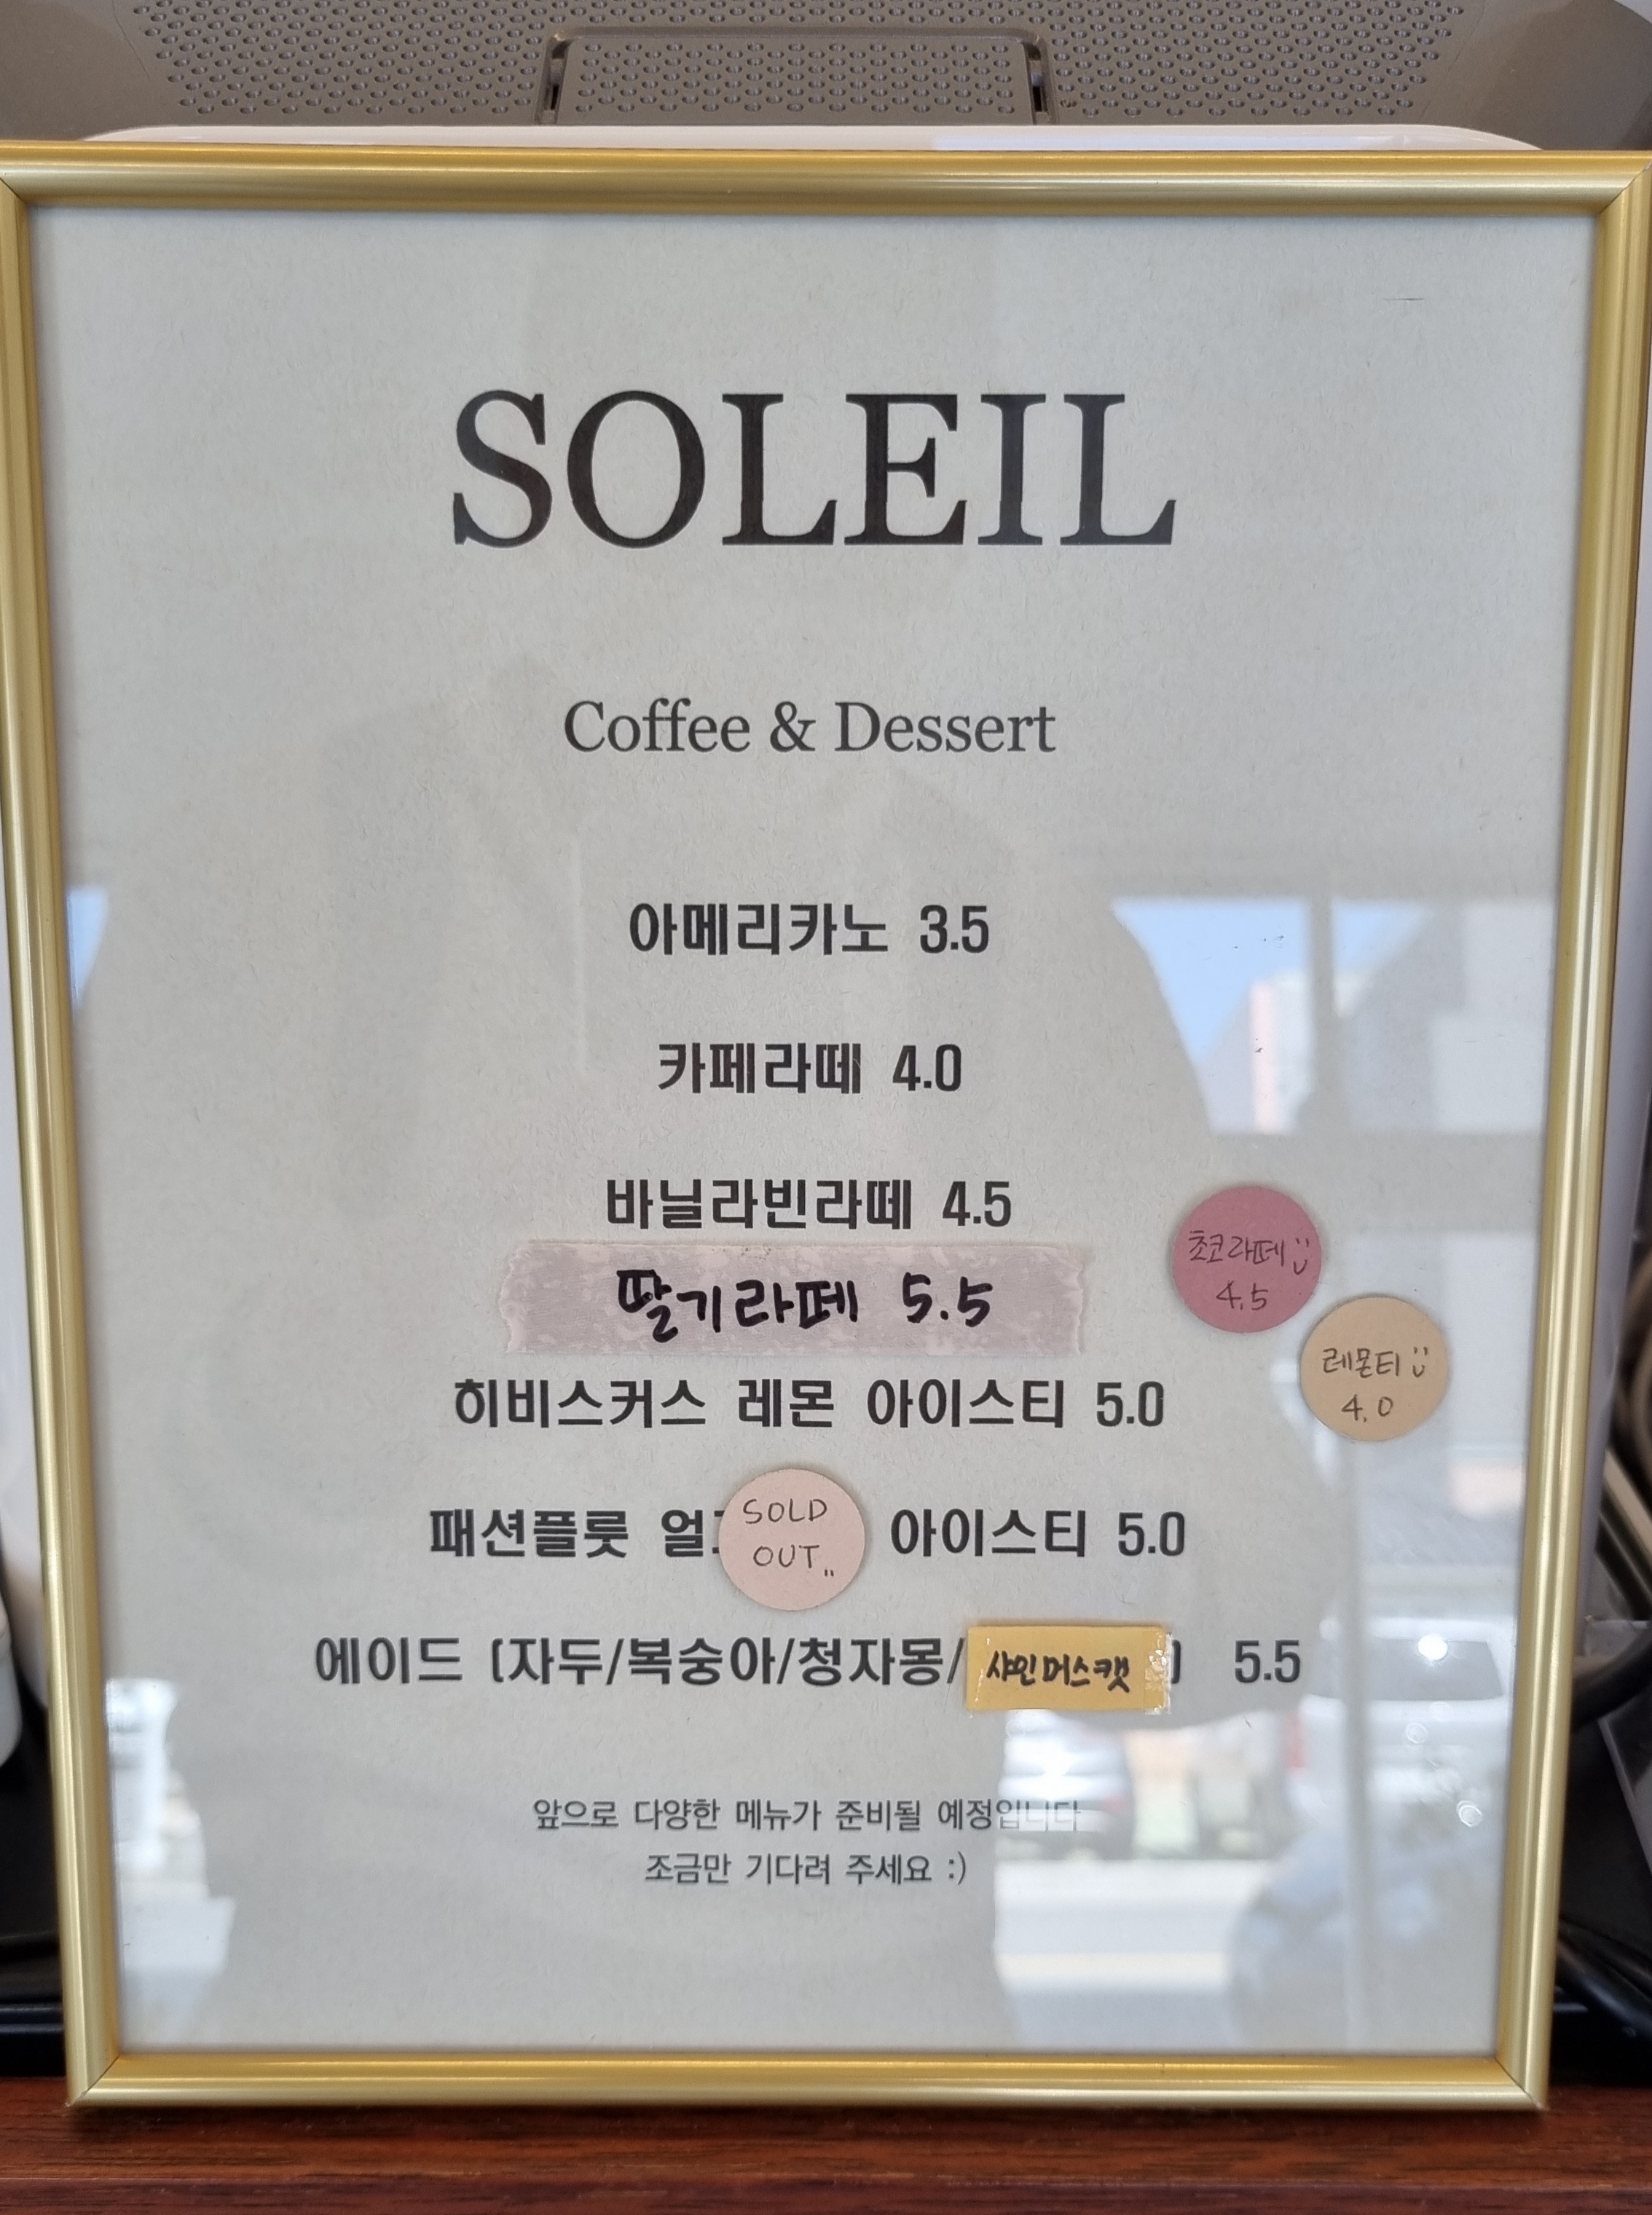 SOLEIL
Coffee & Dessert
아메리카노 3.5
카페라떼 4.0
바닐라빈라떼 4.5
딸기라떼 5.5
초코라떼 :)
4.5
레몬티 :)
4.0
히비스커스 레몬 아이스티 5.0
패션플룻 아이스티 5.0
SOLD
OUT..
에이드 (자두/복숭아/청자몽/샤인머스캣) 5.5
앞으로 다양한 메뉴가 준비될 예정입니다
조금만 기다려 주세요 :)